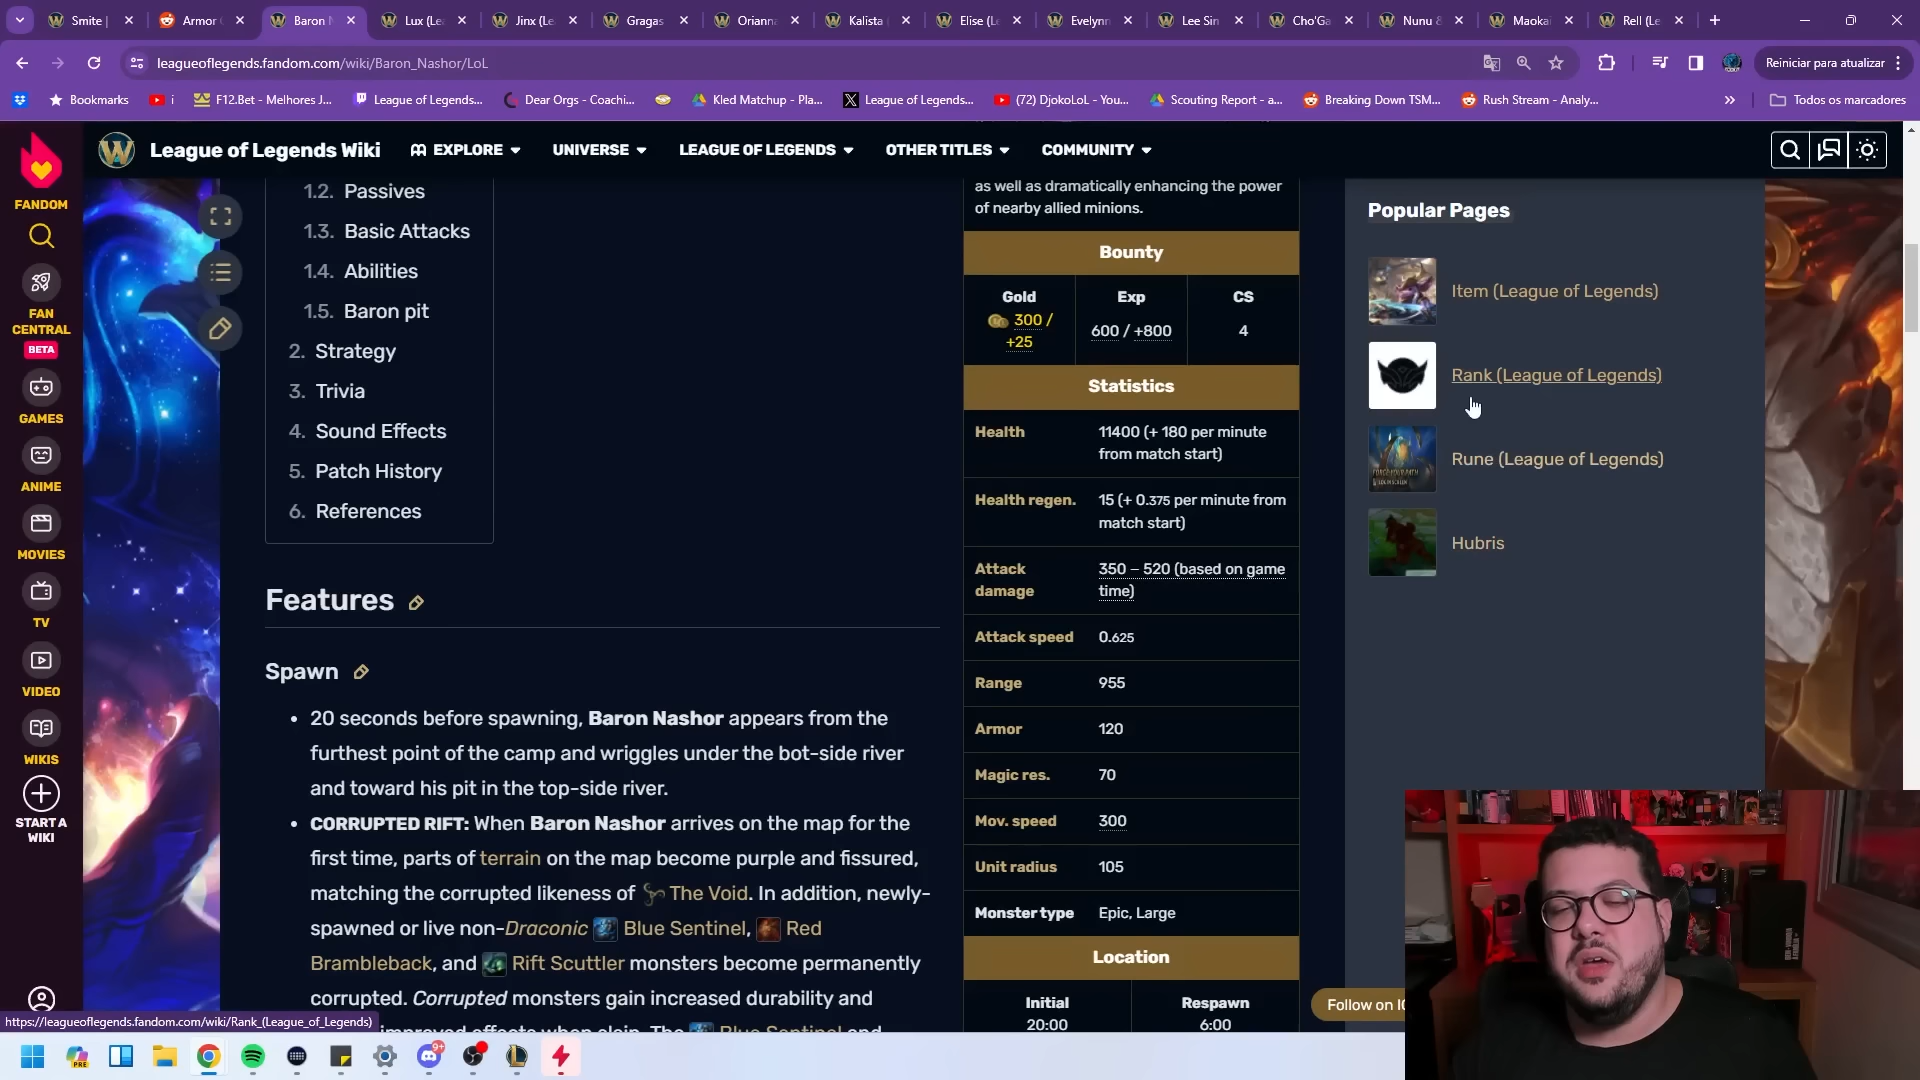 Smite |
Armor
Baron N
Lux (Le
Jinx (Le
Gragas
Orianna
Kalista
Elise (L
Evelynn
Lee Sin
Cho'Ga
Nunu &
Maokai
Rell (Le
leagueoflegends.fandom.com/wiki/Baron_Nashor/LoL
Reiniciar para atualizar
Bookmarks
i
F12.Bet - Melhores J...
League of Legends...
Dear Orgs - Coachi...
Kled Matchup - Pla...
League of Legends...
(72) DjokoLoL - You...
Scouting Report - a...
Breaking Down TSM...
Rush Stream - Analy...
»
Todos os marcadores
League of Legends Wiki
EXPLORE
UNIVERSE
LEAGUE OF LEGENDS
OTHER TITLES
COMMUNITY
FANDOM
FAN
CENTRAL
BETA
GAMES
ANIME
MOVIES
TV
VIDEO
WIKIS
START A
WIKI
1.2. Passives
1.3. Basic Attacks
1.4. Abilities
1.5. Baron pit
2. Strategy
3. Trivia
4. Sound Effects
5. Patch History
6. References
Features
Spawn
• 20 seconds before spawning, Baron Nashor appears from the
furthest point of the camp and wriggles under the bot-side river
and toward his pit in the top-side river.
• CORRUPTED RIFT: When Baron Nashor arrives on the map for the
first time, parts of terrain on the map become purple and fissured,
matching the corrupted likeness of The Void. In addition, newly-
spawned or live non-Draconic Blue Sentinel, Red
Brambleback, and Rift Scuttler monsters become permanently
corrupted. Corrupted monsters gain increased durability and
improved effects when slain. The Blue Sentinel and
as well as dramatically enhancing the power
of nearby allied minions.
Bounty
Gold Exp CS
300 /
+25
600 / +800
4
Statistics
Health 11400 (+ 180 per minute
from match start)
Health regen. 15 (+ 0.375 per minute from
match start)
Attack
damage
350 – 520 (based on game
time)
Attack speed 0.625
Range 955
Armor 120
Magic res. 70
Mov. speed 300
Unit radius 105
Monster type Epic, Large
Location
Initial Respawn
20:00 6:00
Popular Pages
Item (League of Legends)
Rank (League of Legends)
Rune (League of Legends)
Hubris
Follow on IG
https://leagueoflegends.fandom.com/wiki/Rank_(League_of_Legends)
PRE
9+